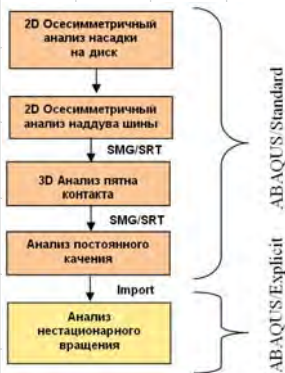 2D Осесимметричный
анализ насадки
на диск
2D Осесимметричный
анализ наддува шины
SMG/SRT
3D Анализ пятна
контакта
SMG/SRT
Анализ постоянного
качения
Import
Анализ
нестационарного
вращения
ABAQUS/Standard
ABAQUS/Explicit